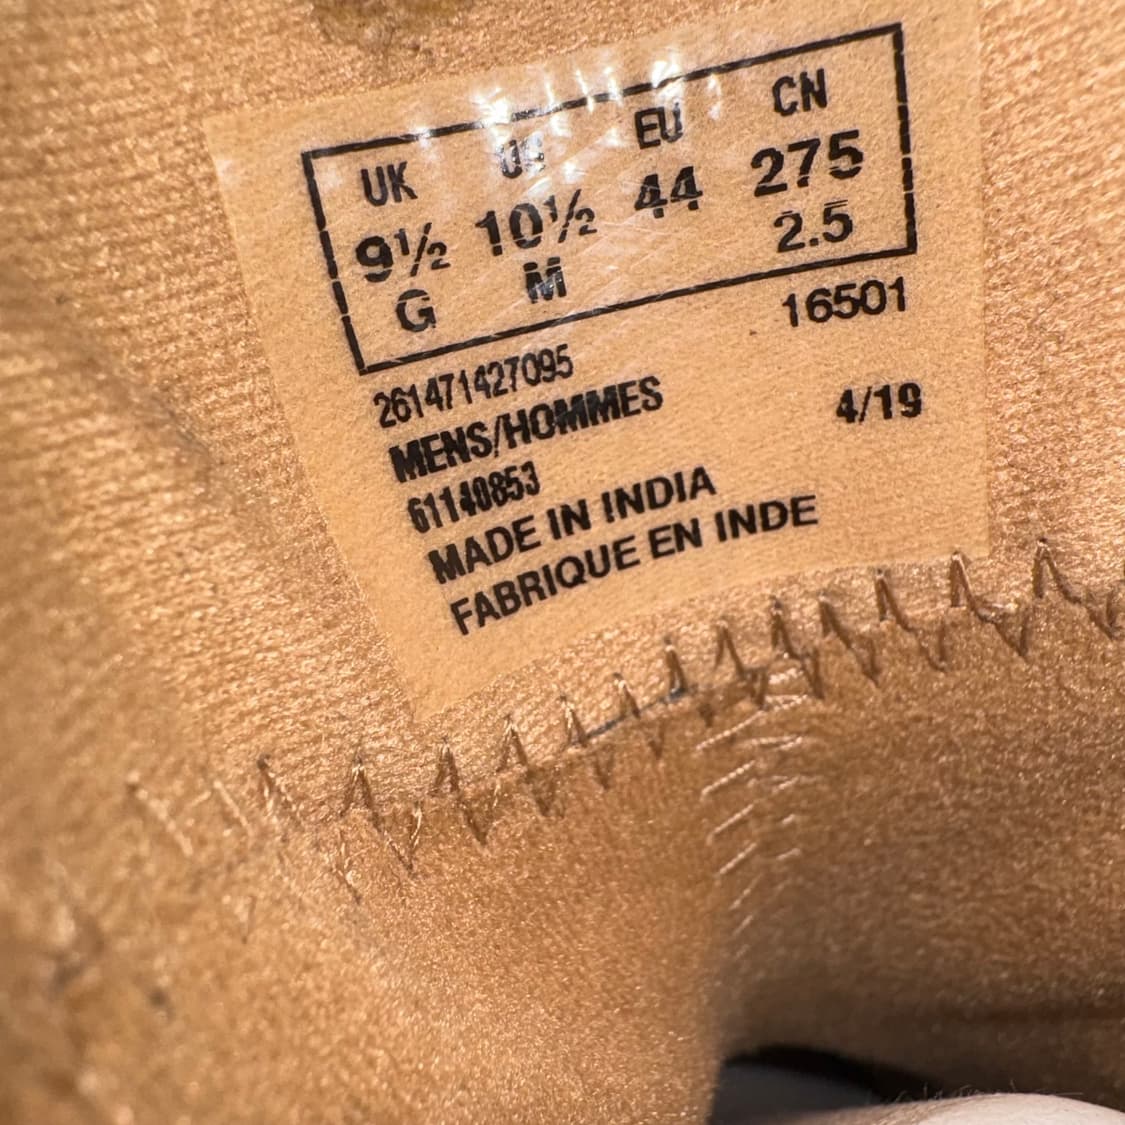 UK US EU CN
9½ 10½ 44 275
G M 2.5
16501
261471427095
MENS/HOMMES 4/19
61140853
MADE IN INDIA
FABRIQUE EN INDE